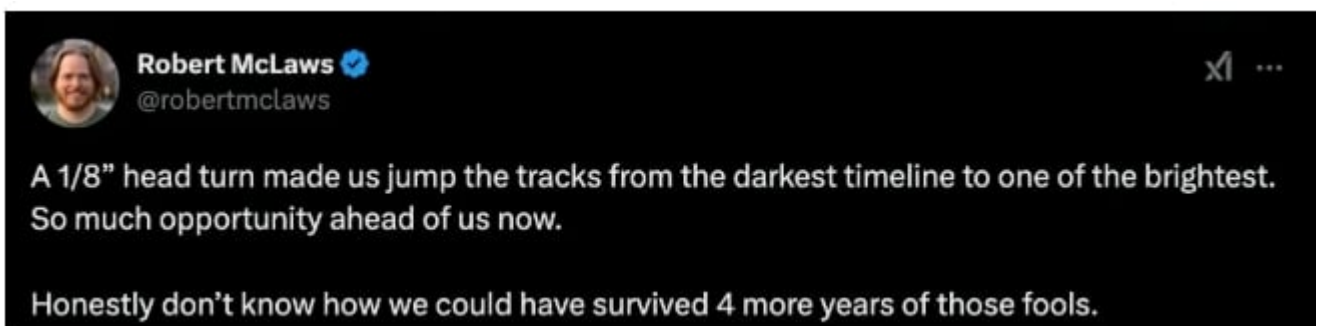 Robert McLaws
@robertmclaws
A 1/8” head turn made us jump the tracks from the darkest timeline to one of the brightest.
So much opportunity ahead of us now.
Honestly don’t know how we could have survived 4 more years of those fools.